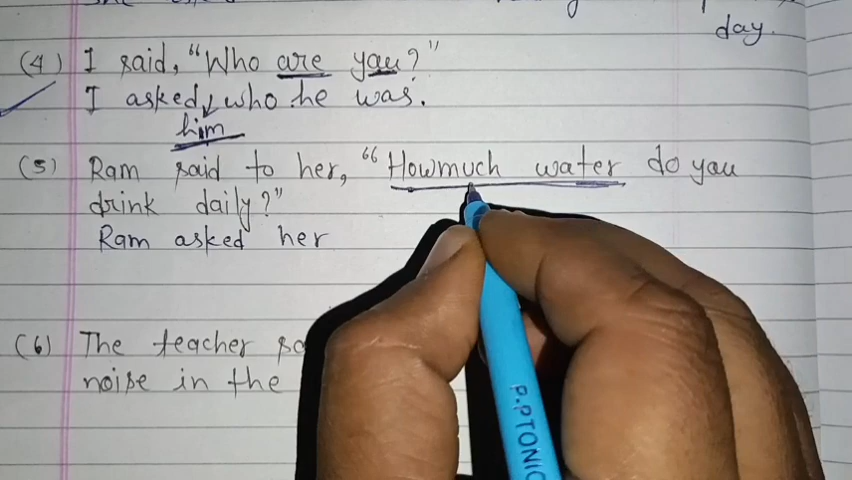 day.
(4) I said, "Who are you?"
I asked who he was.
him
(5) Ram said to her, "Howmuch water do you
drink daily?"
Ram asked her
(6) The teacher
noise in the
P.PTONIC